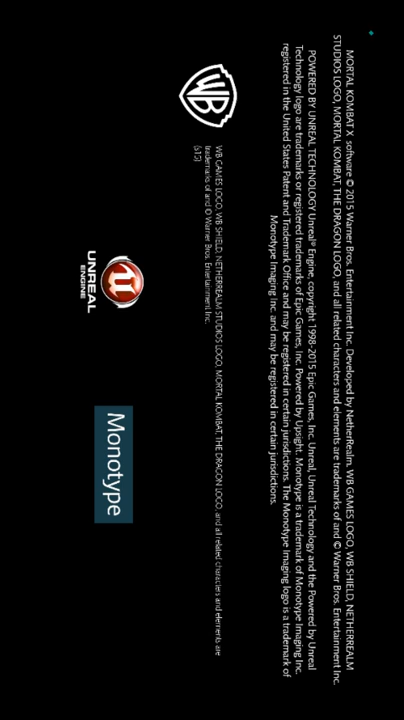 MORTAL KOMBAT X software © 2015 Warner Bros. Entertainment Inc. Developed by NetherRealm. WB GAMES LOGO, WB SHIELD, NETHERREALM
STUDIOS LOGO, MORTAL KOMBAT, THE DRAGON LOGO, and all related characters and elements are trademarks of and © Warner Bros. Entertainment Inc.
POWERED BY UNREAL TECHNOLOGY Unreal® Engine, copyright 1998-2015 Epic Games, Inc. Unreal, Unreal Technology and the Powered by Unreal
Technology logo are trademarks or registered trademarks of Epic Games, Inc. Powered by Upsight. Monotype is a trademark of Monotype Imaging Inc.
registered in the United States Patent and Trademark Office and may be registered in certain jurisdictions. The Monotype Imaging logo is a trademark of
Monotype Imaging Inc. and may be registered in certain jurisdictions.
WB
WB GAMES LOGO, WB SHIELD, NETHERREALM STUDIOS LOGO, MORTAL KOMBAT, THE DRAGON LOGO, and all related characters and elements are
trademarks of and © Warner Bros. Entertainment Inc.
(s15)
UNREAL
ENGINE
Monotype